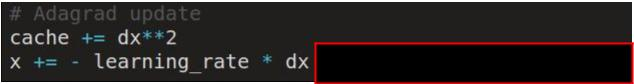 # Adagrad update
cache += dx**2
x += - learning_rate * dx